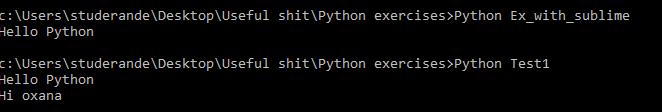 c:\Users\studerande\Desktop\Useful shit\Python exercises>Python Ex_with_sublime
Hello Python
c:\Users\studerande\Desktop\Useful shit\Python exercises>Python Test1
Hello Python
Hi oxana